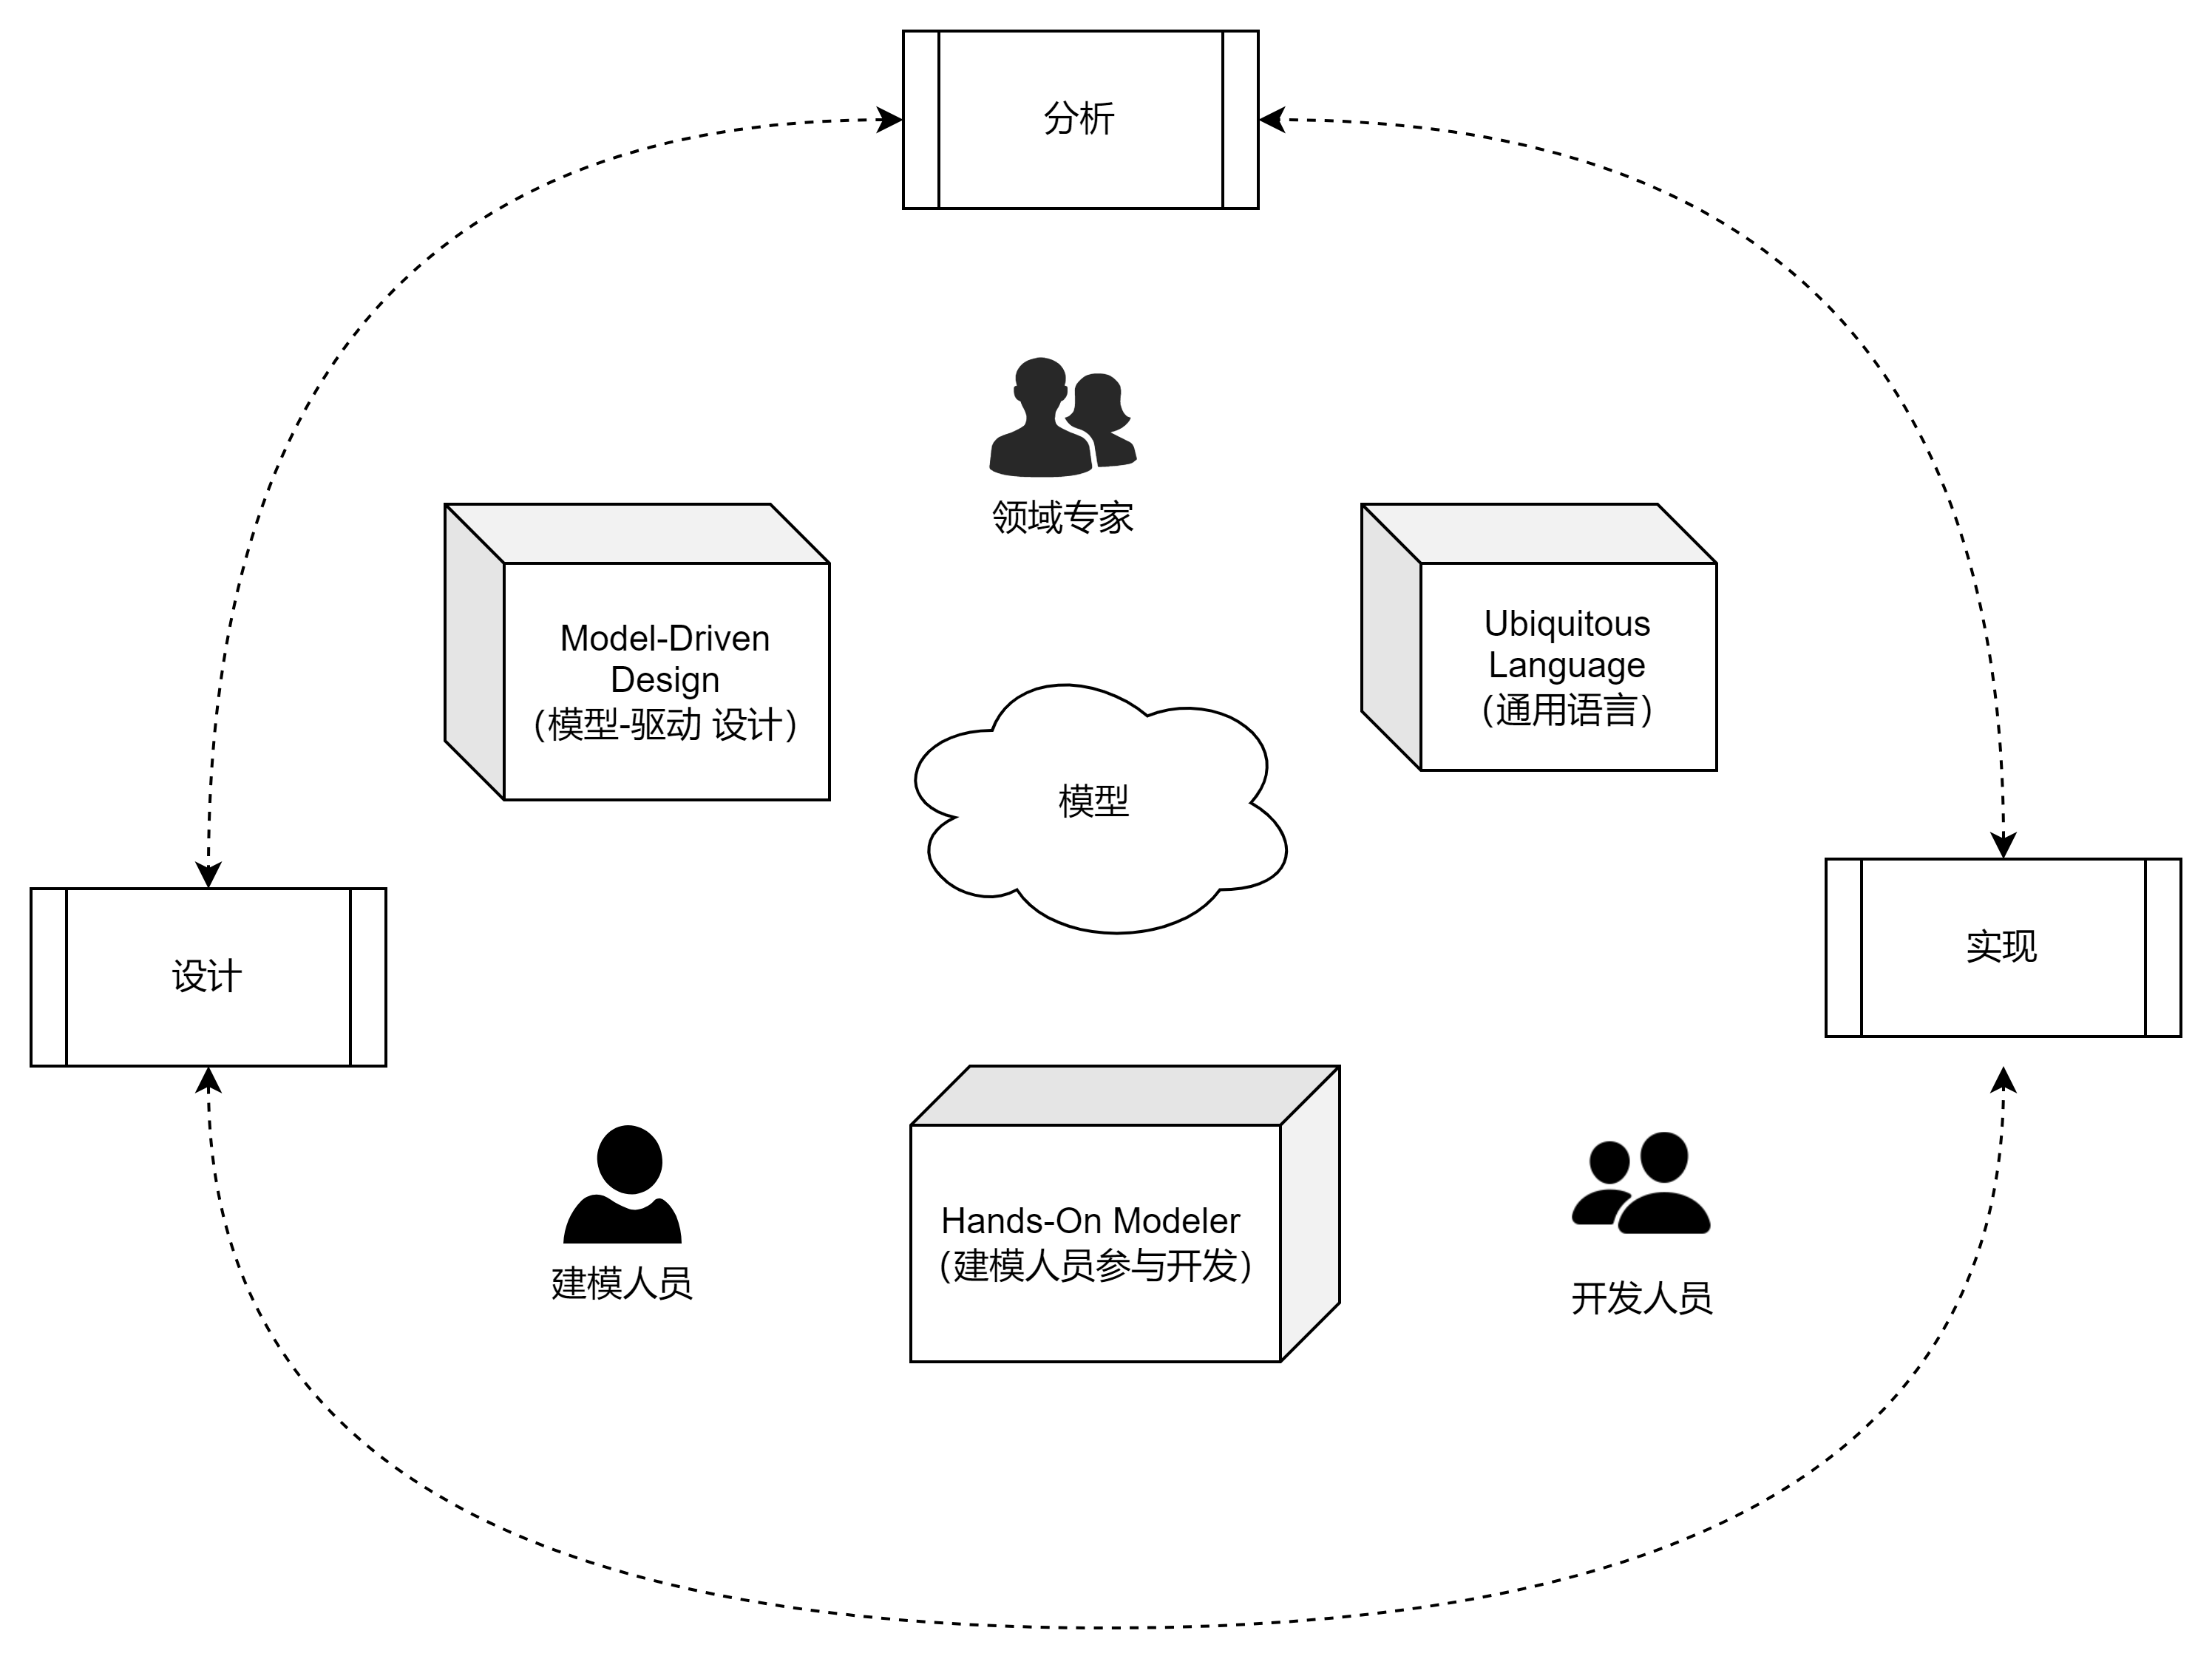 分析
领域专家
Model-Driven
Design
（模型-驱动 设计）
Ubiquitous
Language
（通用语言）
模型
设计
实现
建模人员
Hands-On Modeler
（建模人员参与开发）
开发人员